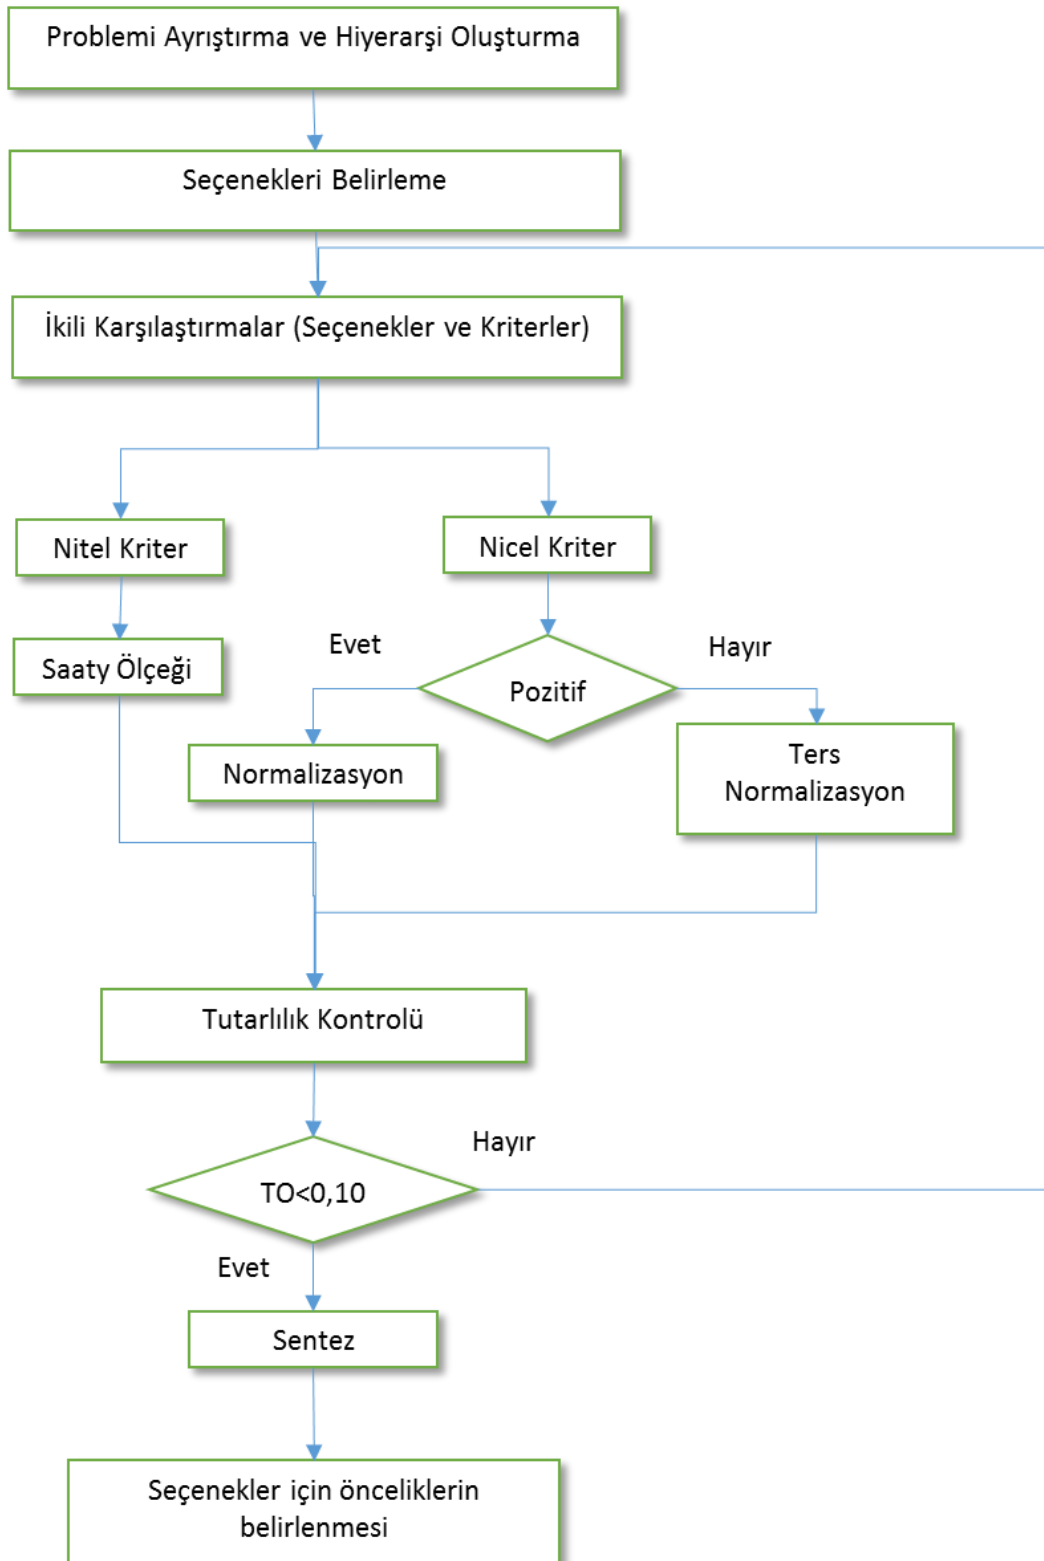 Problemi Ayrıştırma ve Hiyerarşi Oluşturma
Seçenekleri Belirleme
İkili Karşılaştırmalar (Seçenekler ve Kriterler)
Nitel Kriter
Nicel Kriter
Saaty Ölçeği
Evet
Pozitif
Hayır
Normalizasyon
Ters
Normalizasyon
Tutarlılık Kontrolü
Hayır
TO<0,10
Evet
Sentez
Seçenekler için önceliklerin
belirlenmesi